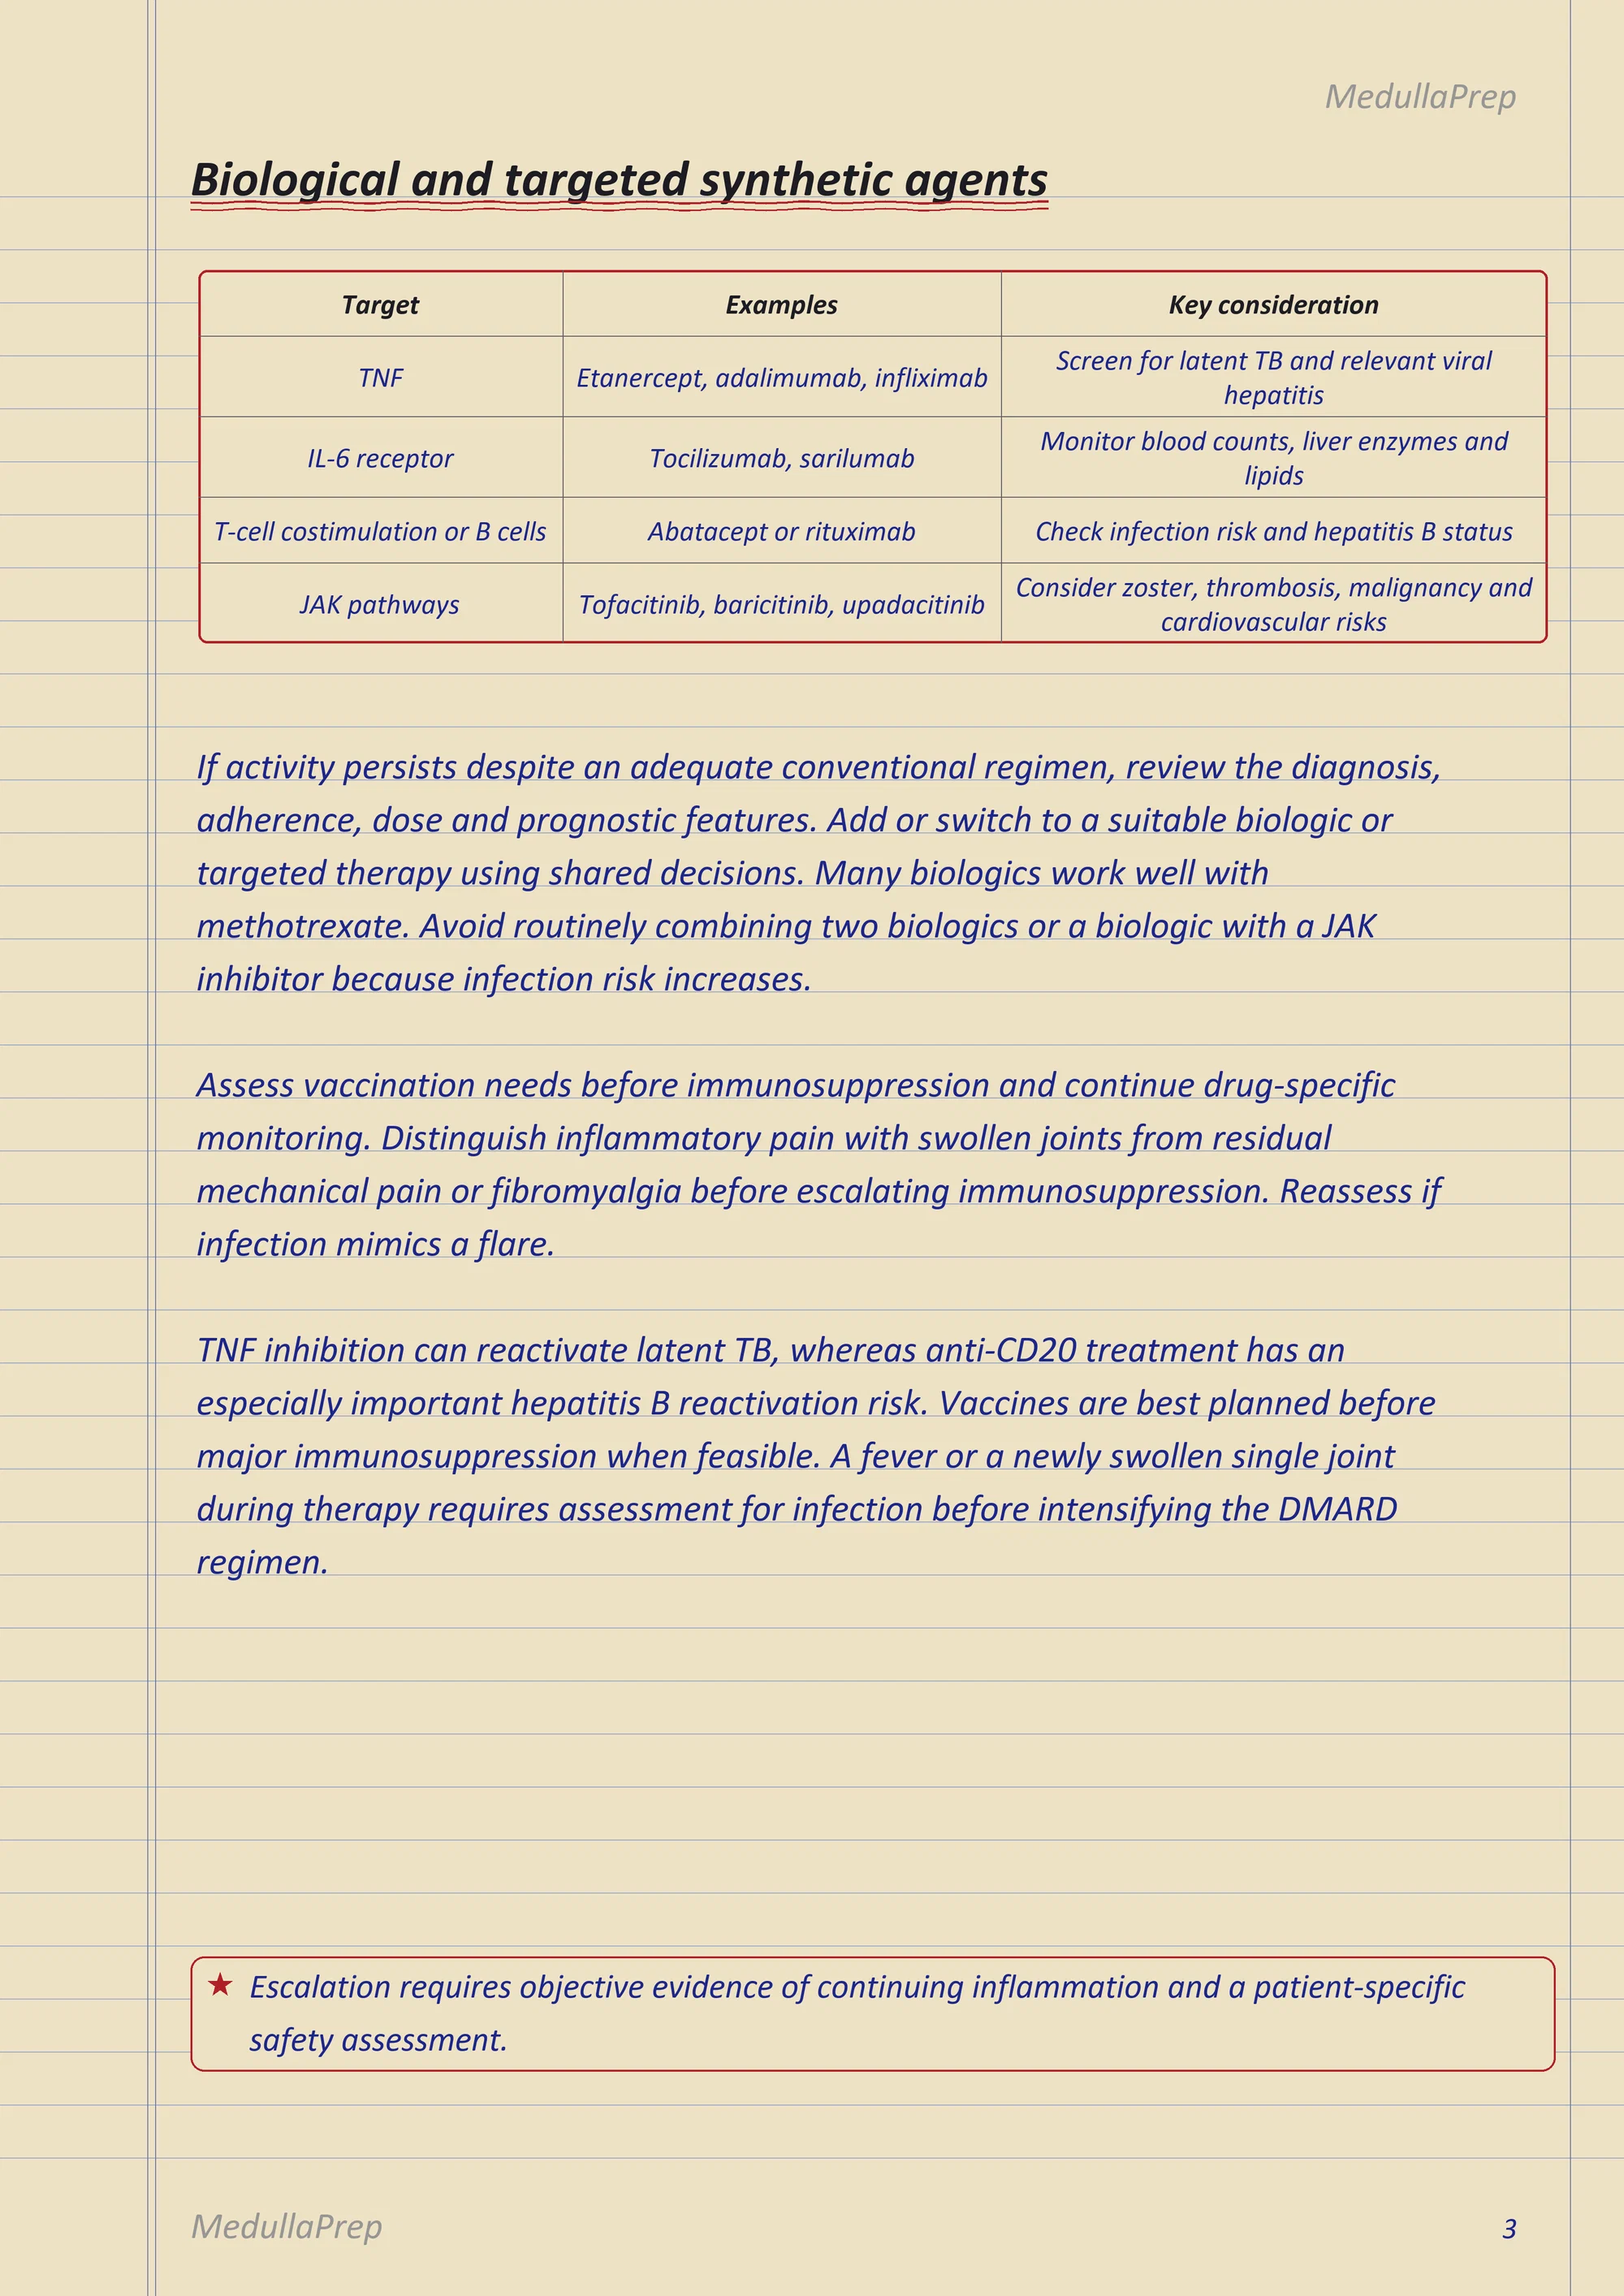 MedullaPrep
Biological and targeted synthetic agents
Target Examples Key consideration
TNF Etanercept, adalimumab, infliximab Screen for latent TB and relevant viral hepatitis
IL-6 receptor Tocilizumab, sarilumab Monitor blood counts, liver enzymes and lipids
T-cell costimulation or B cells Abatacept or rituximab Check infection risk and hepatitis B status
JAK pathways Tofacitinib, baricitinib, upadacitinib Consider zoster, thrombosis, malignancy and cardiovascular risks
If activity persists despite an adequate conventional regimen, review the diagnosis,
adherence, dose and prognostic features. Add or switch to a suitable biologic or
targeted therapy using shared decisions. Many biologics work well with
methotrexate. Avoid routinely combining two biologics or a biologic with a JAK
inhibitor because infection risk increases.
Assess vaccination needs before immunosuppression and continue drug-specific
monitoring. Distinguish inflammatory pain with swollen joints from residual
mechanical pain or fibromyalgia before escalating immunosuppression. Reassess if
infection mimics a flare.
TNF inhibition can reactivate latent TB, whereas anti-CD20 treatment has an
especially important hepatitis B reactivation risk. Vaccines are best planned before
major immunosuppression when feasible. A fever or a newly swollen single joint
during therapy requires assessment for infection before intensifying the DMARD
regimen.
★ Escalation requires objective evidence of continuing inflammation and a patient-specific
safety assessment.
MedullaPrep 3